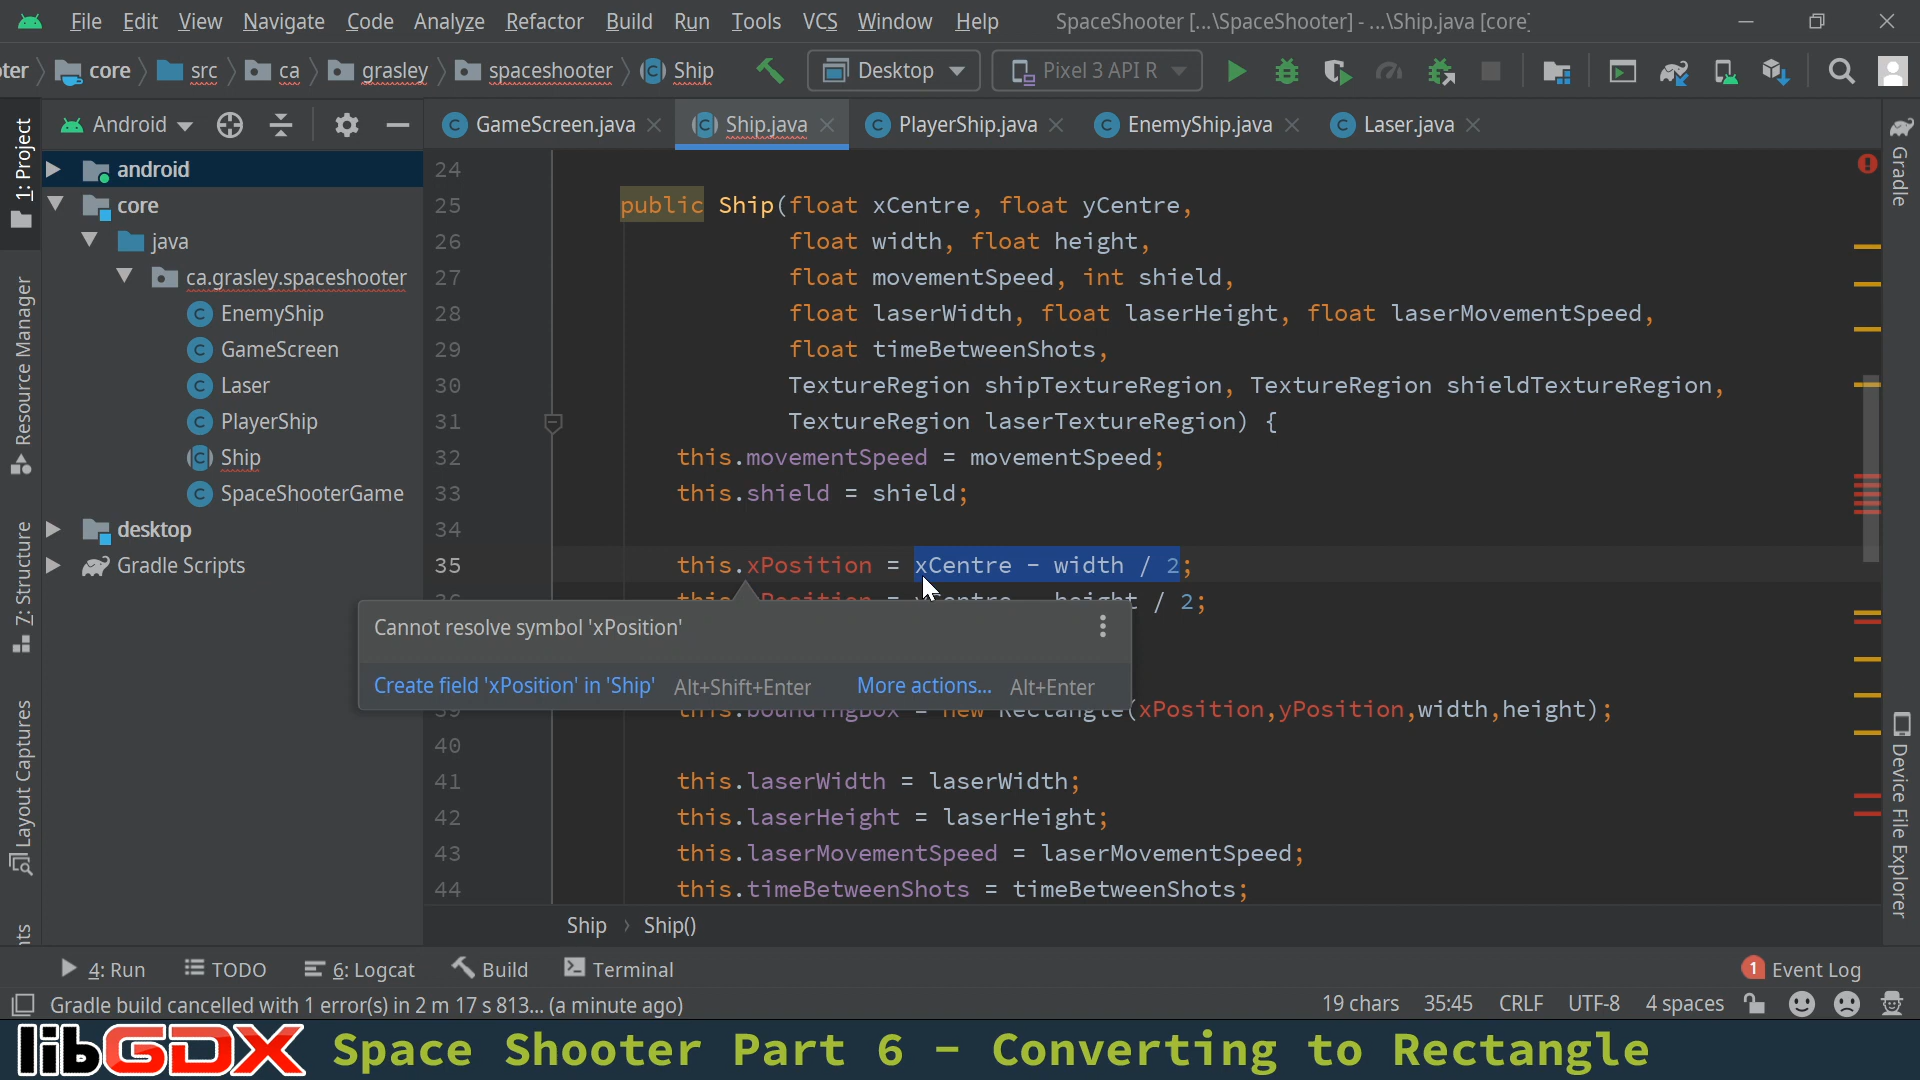 File Edit View Navigate Code Analyze Refactor Build Run Tools VCS Window Help SpaceShooter [...\SpaceShooter] - ...\Ship.java [core]
ter core src ca grasley spaceshooter Ship Desktop Pixel 3 API R
Android GameScreen.java Ship.java PlayerShip.java EnemyShip.java Laser.java
1: Project
Resource Manager
Z: Structure
Layout Captures
android
core
java
ca.grasley.spaceshooter
EnemyShip
GameScreen
Laser
PlayerShip
Ship
SpaceShooterGame
desktop
Gradle Scripts
24
25 public Ship(float xCentre, float yCentre,
26 float width, float height,
27 float movementSpeed, int shield,
28 float laserWidth, float laserHeight, float laserMovementSpeed,
29 float timeBetweenShots,
30 TextureRegion shipTextureRegion, TextureRegion shieldTextureRegion,
31 TextureRegion laserTextureRegion) {
32 this.movementSpeed = movementSpeed;
33 this.shield = shield;
34
35 this.xPosition = xCentre - width / 2;
this.yPosition = yCentre - height / 2;
Cannot resolve symbol 'xPosition'
Create field 'xPosition' in 'Ship' Alt+Shift+Enter More actions... Alt+Enter
39 this.boundingBox = new Rectangle(xPosition,yPosition,width,height);
40
41 this.laserWidth = laserWidth;
42 this.laserHeight = laserHeight;
43 this.laserMovementSpeed = laserMovementSpeed;
44 this.timeBetweenShots = timeBetweenShots;
Ship Ship()
Gradle
Device File Explorer
4: Run TODO 6: Logcat Build Terminal 1 Event Log
Gradle build cancelled with 1 error(s) in 2 m 17 s 813... (a minute ago) 19 chars 35:45 CRLF UTF-8 4 spaces
libGDX Space Shooter Part 6 - Converting to Rectangle